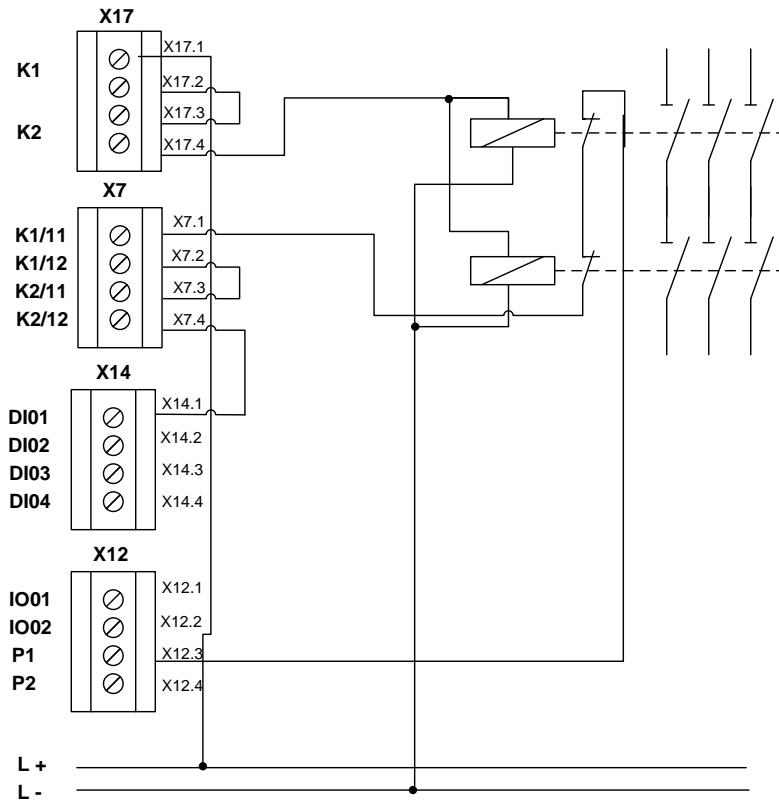 X17
K1
K2
X17.1
X17.2
X17.3
X17.4
X7
K1/11
K1/12
K2/11
K2/12
X7.1
X7.2
X7.3
X7.4
X14
DI01
DI02
DI03
DI04
X14.1
X14.2
X14.3
X14.4
X12
IO01
IO02
P1
P2
X12.1
X12.2
X12.3
X12.4
L +
L -